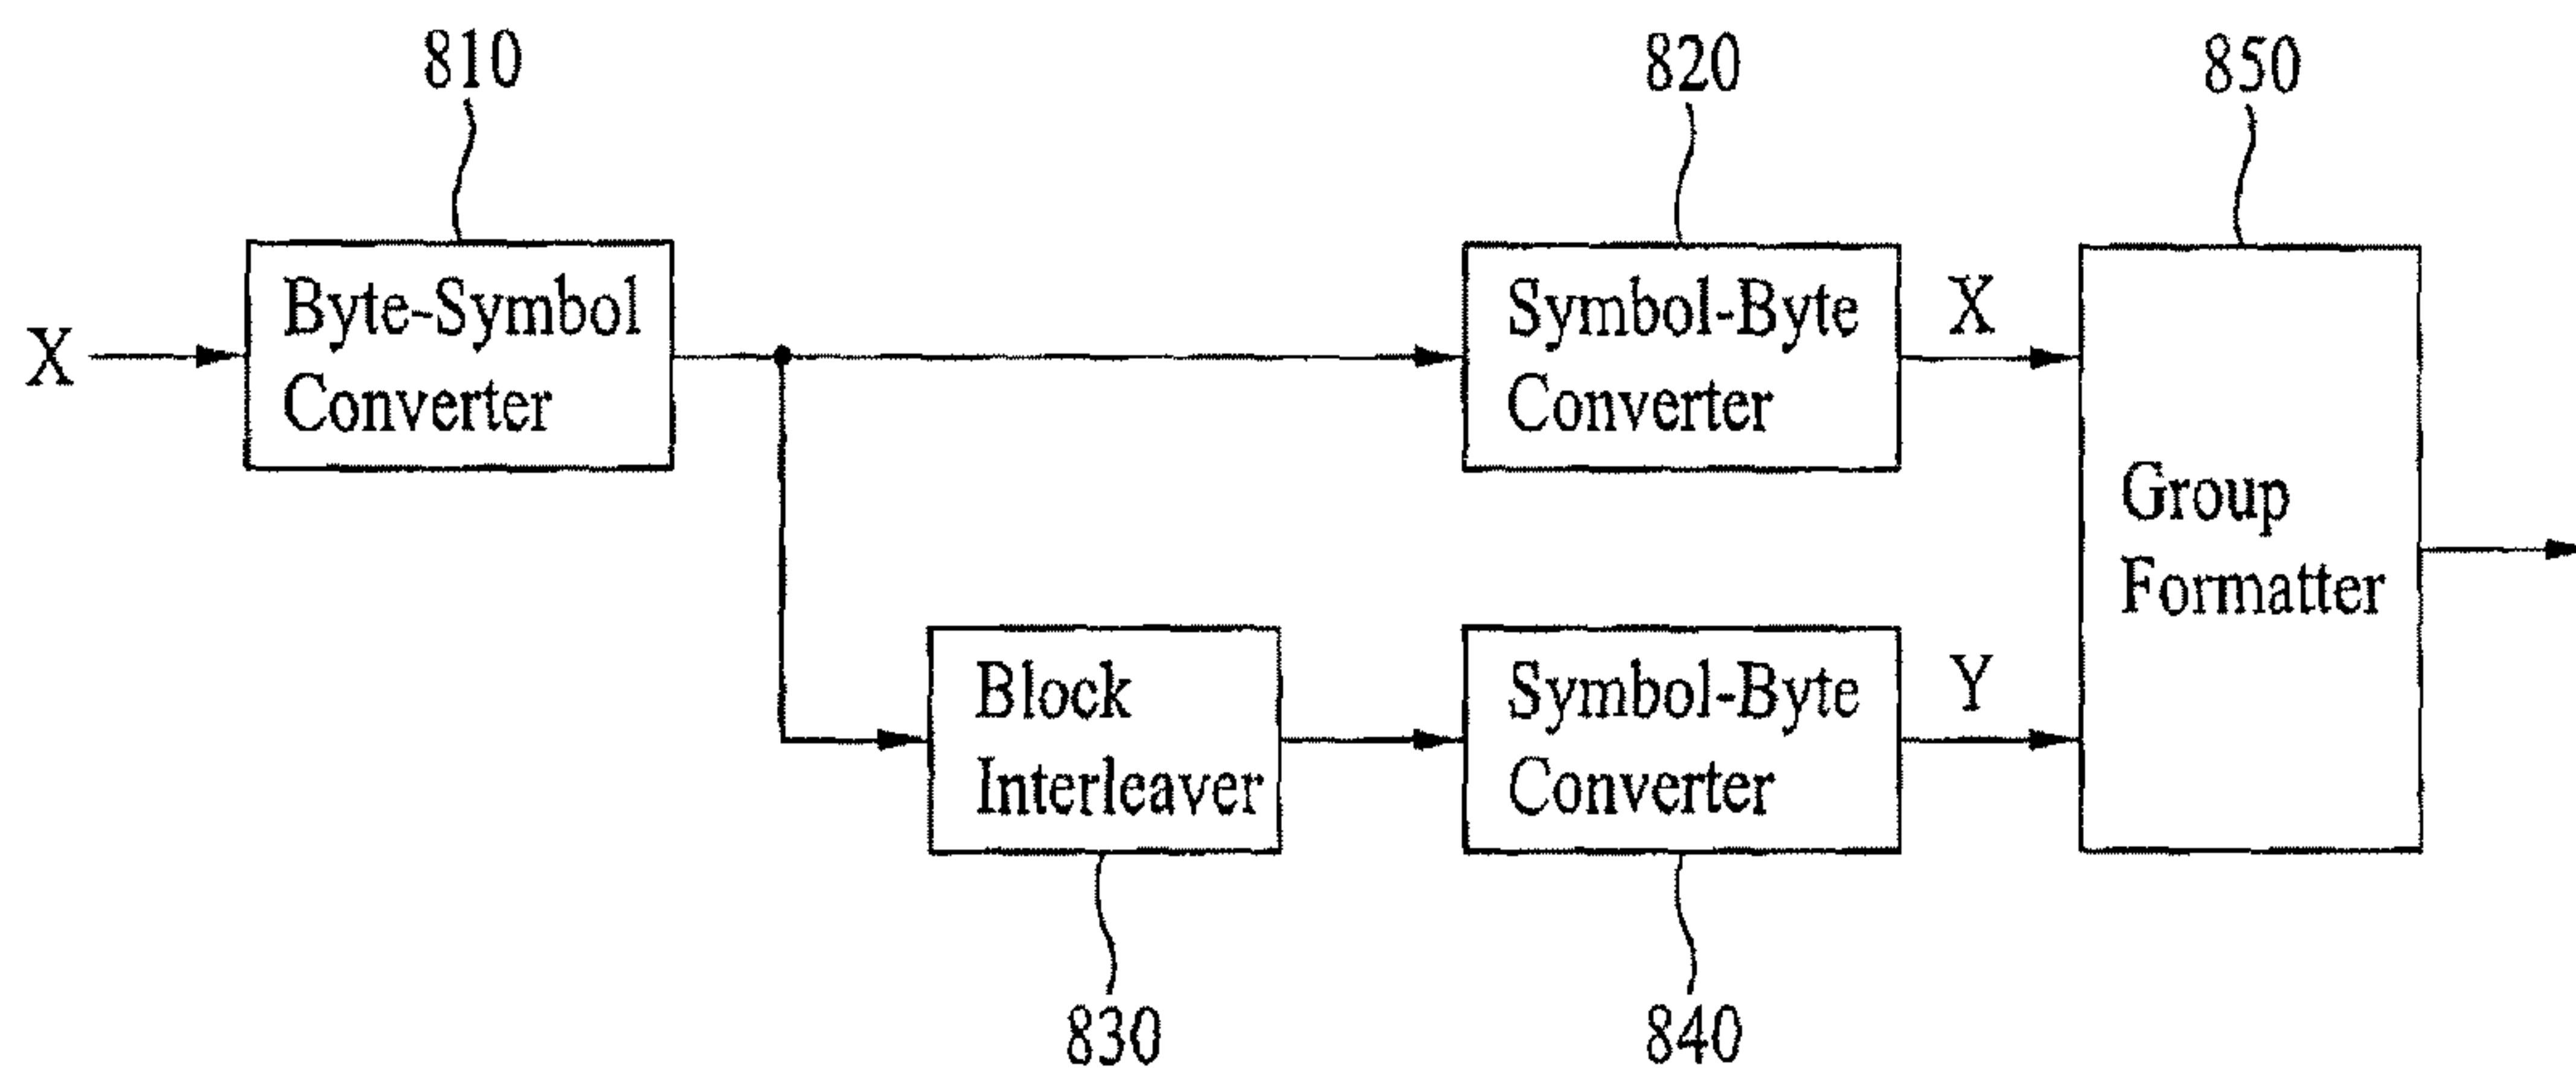 810
820
850
X
Byte-Symbol
Converter
Symbol-Byte
Converter
X
Group
Formatter
Block
Interleaver
Symbol-Byte
Converter
Y
830
840